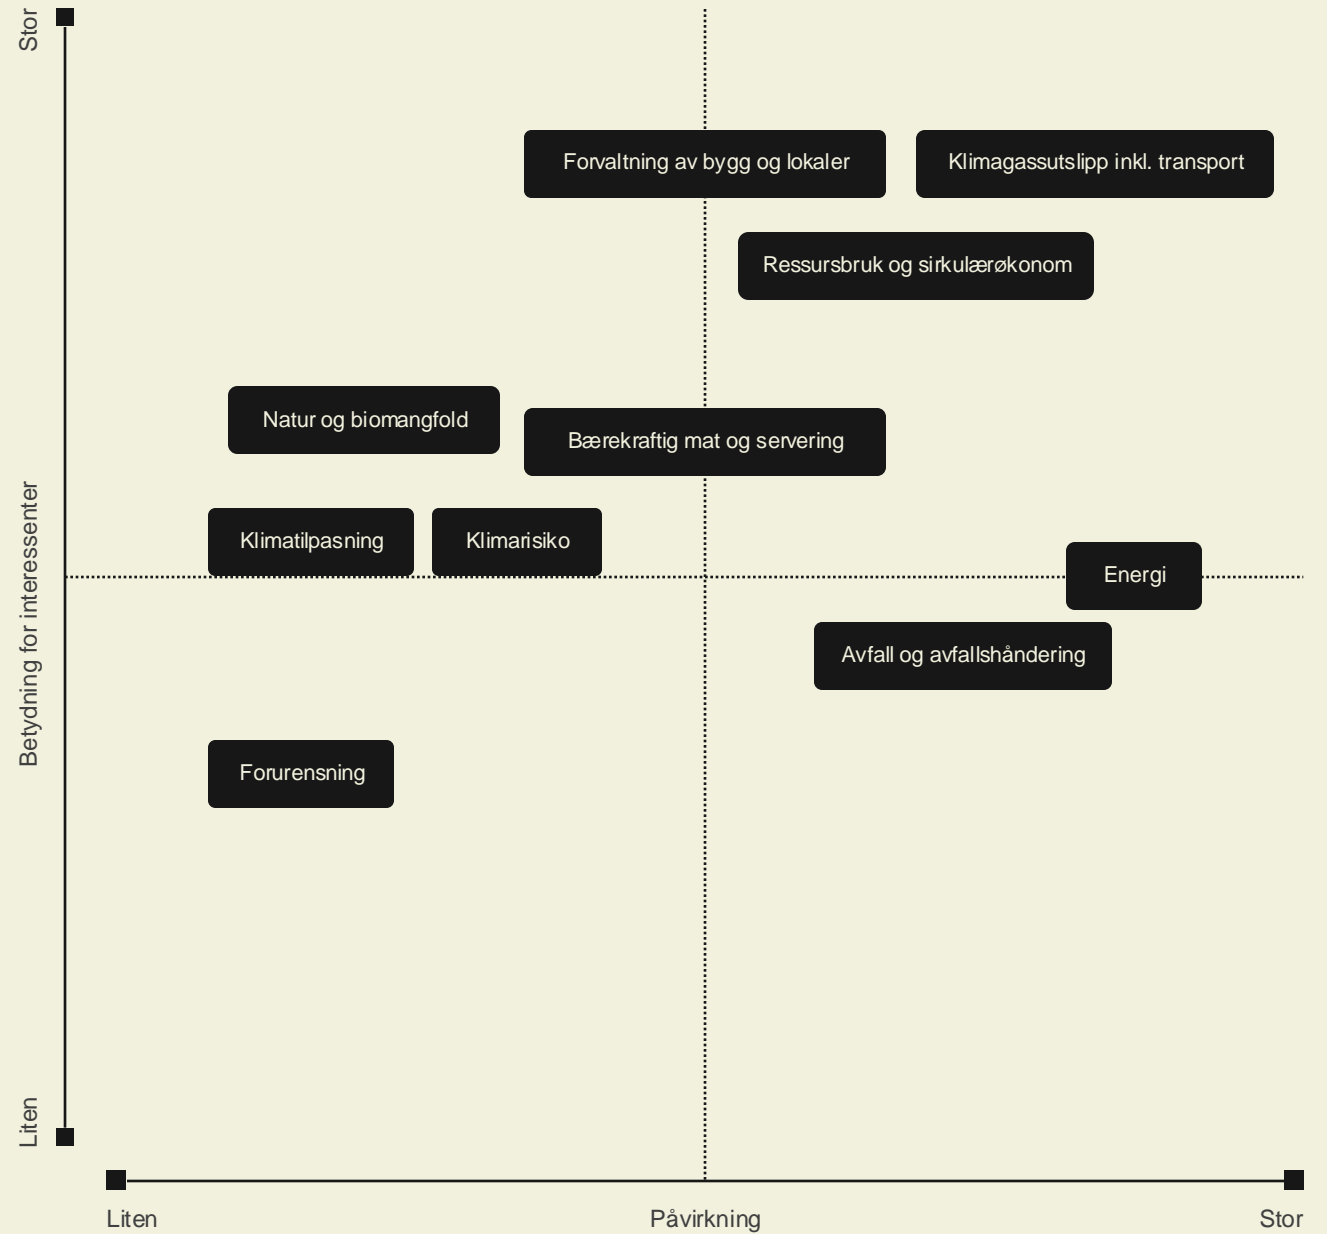 Stor
Forvaltning av bygg og lokaler
Klimagassutslipp inkl. transport
Ressursbruk og sirkulærøkonom
Natur og biomangfold
Bærekraftig mat og servering
Klimatilpasning
Klimarisiko
Energi
Betydning for interessenter
Avfall og avfallshåndering
Forurensning
Liten
Liten
Påvirkning
Stor